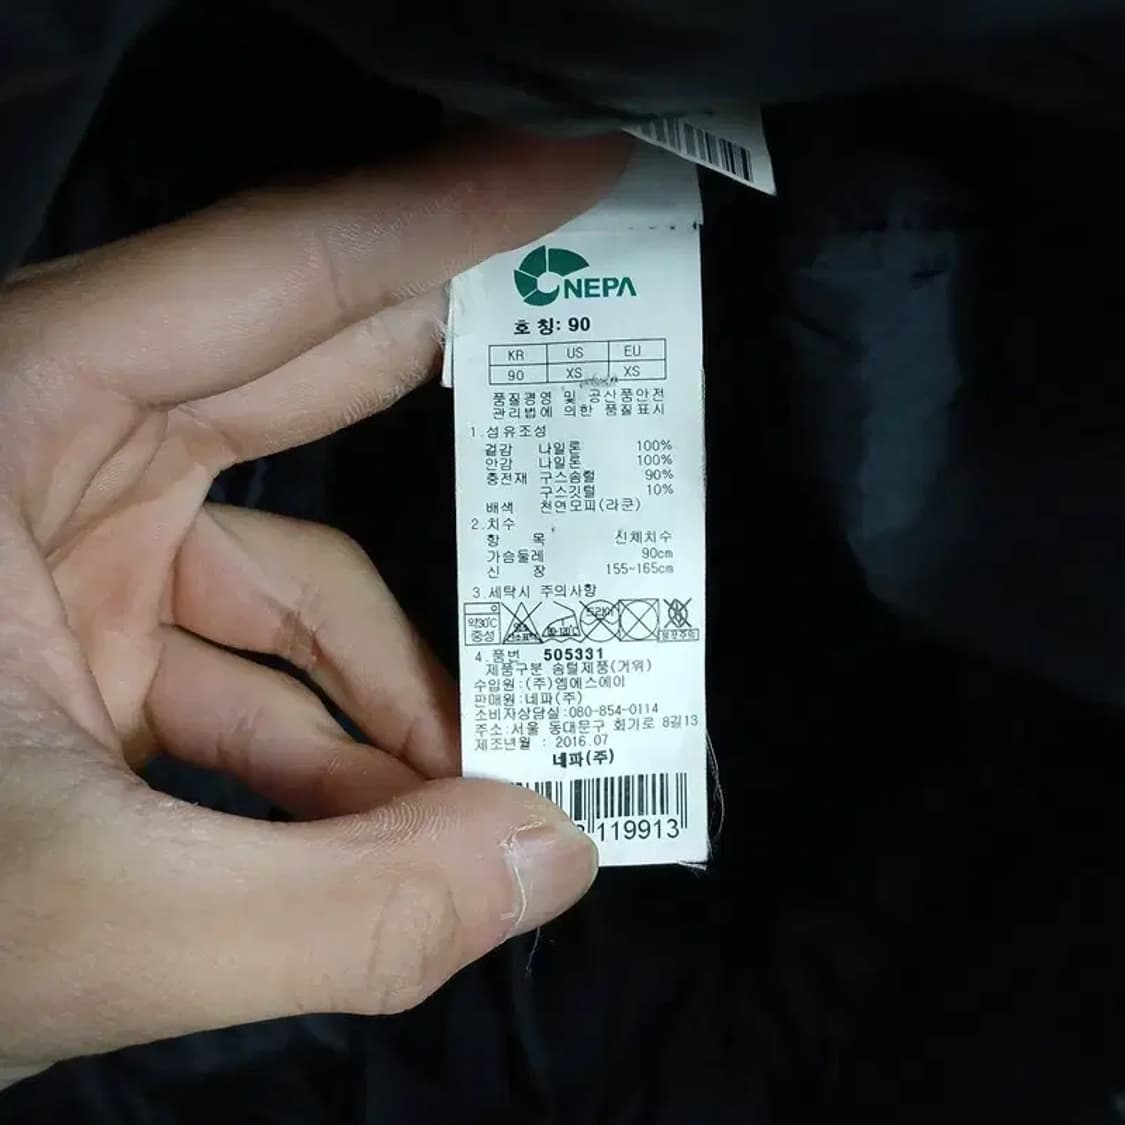 NEPA
호 칭: 90
KR US EU
90 XS XS
품질경영 및 공산품안전
관리법에 의한 품질표시
1.섬유조성
겉감 나일론 100%
안감 나일론 100%
충전재 구스솜털 90%
구스깃털 10%
배색 천연모피(라쿤)
2.치수
항 목 신체치수
가슴둘레 90cm
신 장 155~165cm
3.세탁시 주의사항
약30℃
중성
드라이
4.품번 505331
제품구분 솜털제품(거위)
수입원:(주)엠에스에이
판매원:네파(주)
소비자상담실:080-854-0114
주소:서울 동대문구 회기로 8길13
제조년월 : 2016.07
네파(주)
119913